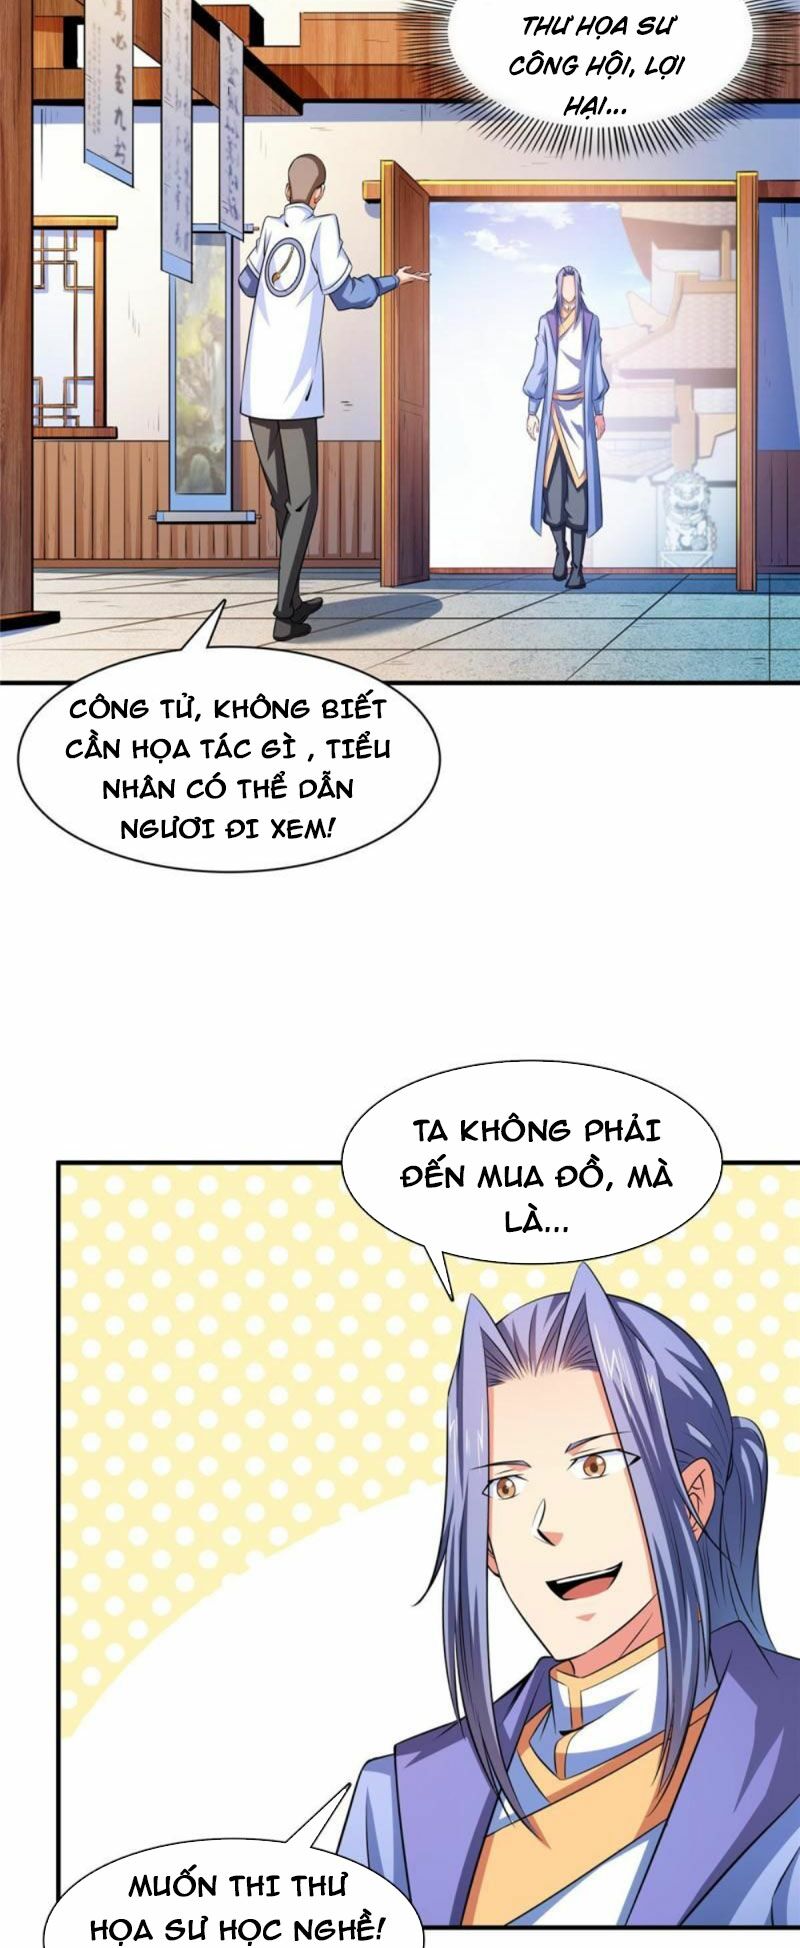 THƯ HỌA SƯ
CÔNG HỘI, LỢI
HẠI...
CÔNG TỬ, KHÔNG BIẾT
CẦN HỌA TÁC GÌ , TIỂU
NHÂN CÓ THỂ DẪN
NGƯƠI ĐI XEM!
TA KHÔNG PHẢI
ĐẾN MUA ĐỒ, MÀ
LÀ...
MUỐN THI THƯ
HỌA SƯ HỌC NGHỀ!